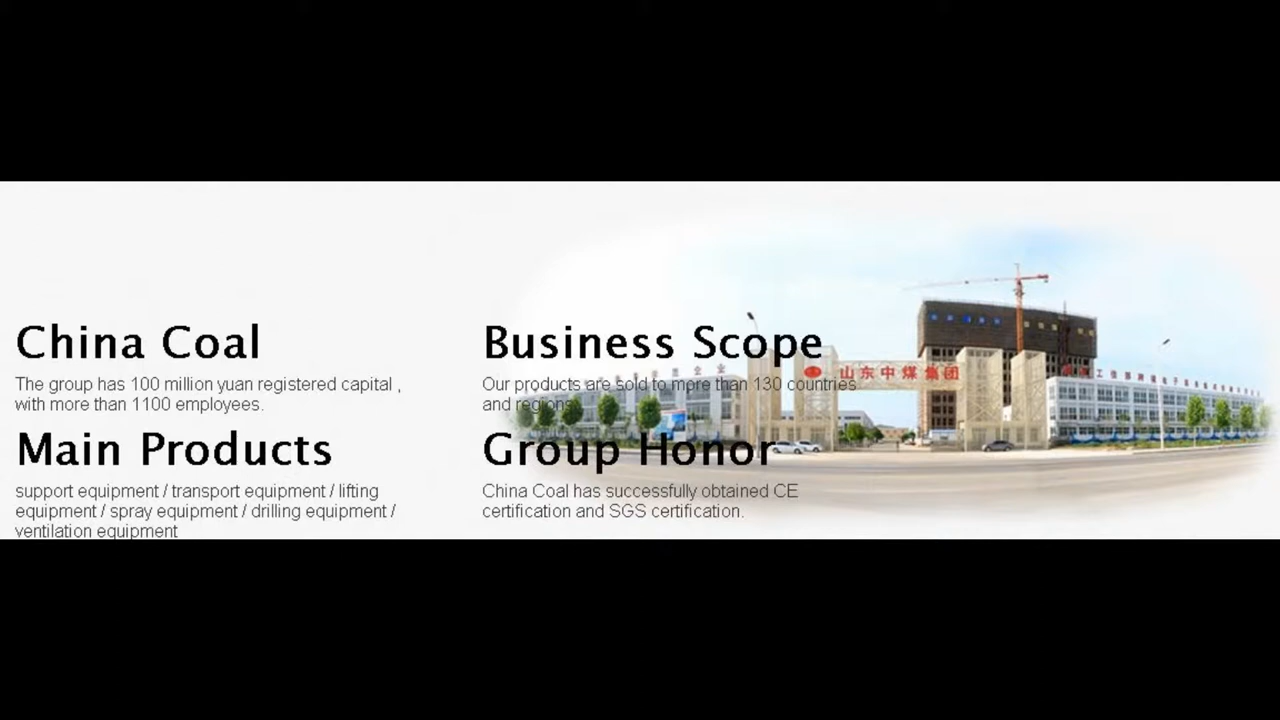 China Coal
The group has 100 million yuan registered capital ,
with more than 1100 employees.
Main Products
support equipment / transport equipment / lifting
equipment / spray equipment / drilling equipment /
ventilation equipment
Business Scope
Our products are sold to more than 130 countries
and regions.
Group Honor
China Coal has successfully obtained CE
certification and SGS certification.
山东中煤集团